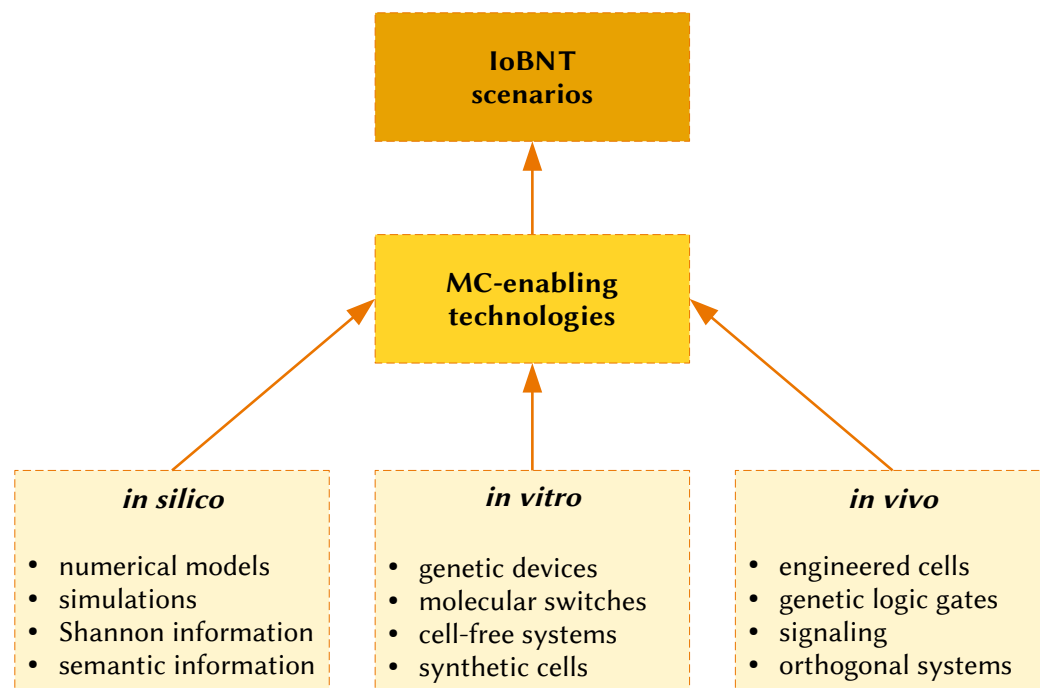 IoBNT
scenarios
MC-enabling
technologies
in silico
• numerical models
• simulations
• Shannon information
• semantic information
in vitro
• genetic devices
• molecular switches
• cell-free systems
• synthetic cells
in vivo
• engineered cells
• genetic logic gates
• signaling
• orthogonal systems